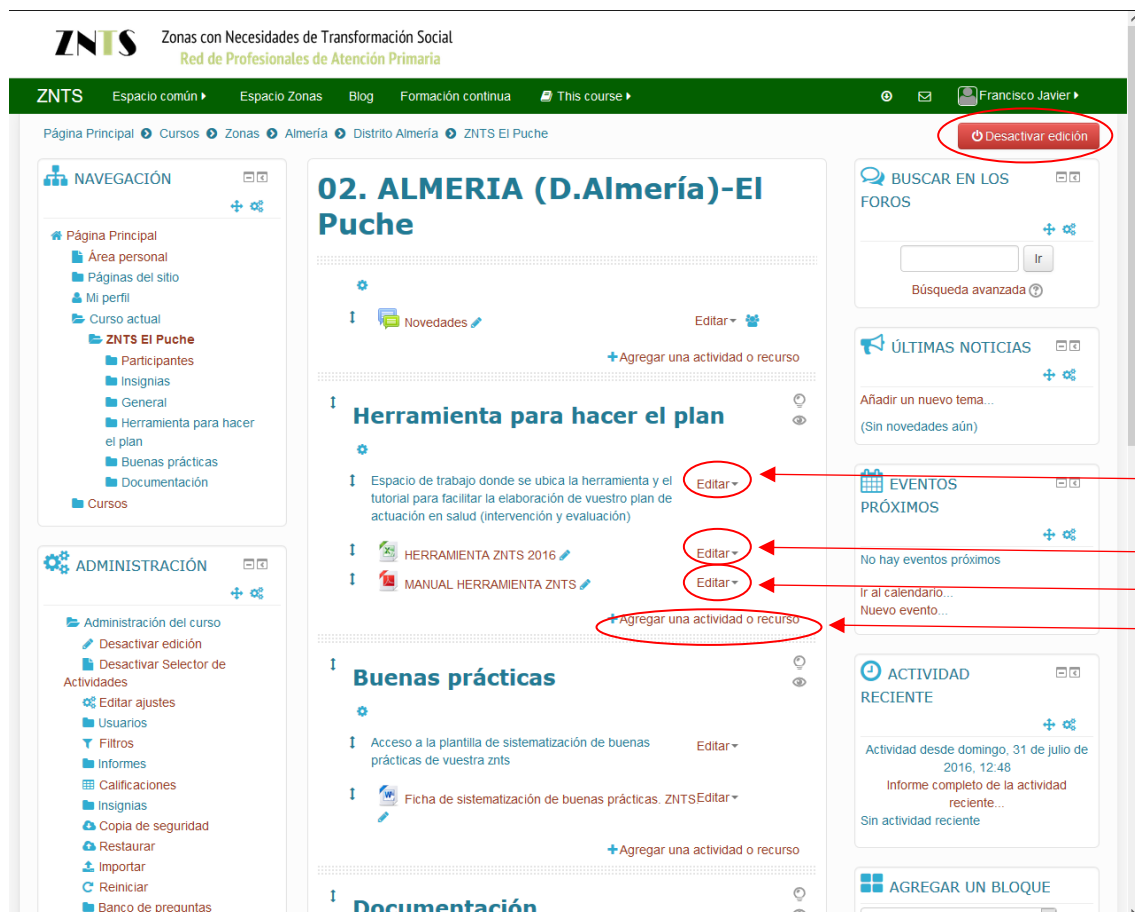 ZNTS
Zonas con Necesidades de Transformación Social
Red de Profesionales de Atención Primaria
ZNTS
Espacio común
Espacio Zonas
Blog
Formación continua
This course
Francisco Javier
Página Principal
Cursos
Zonas
Almería
Distrito Almería
ZNTS El Puche
Desactivar edición
NAVEGACIÓN
Página Principal
Área personal
Páginas del sitio
Mi perfil
Curso actual
ZNTS El Puche
Participantes
Insignias
General
Herramienta para hacer
el plan
Buenas prácticas
Documentación
Cursos
ADMINISTRACIÓN
Administración del curso
Desactivar edición
Desactivar Selector de
Actividades
Editar ajustes
Usuarios
Filtros
Informes
Calificaciones
Insignias
Copia de seguridad
Restaurar
Importar
Reiniciar
Banco de preguntas
02. ALMERIA (D.Almería)-El
Puche
Novedades
Editar
Agregar una actividad o recurso
Herramienta para hacer el plan
Espacio de trabajo donde se ubica la herramienta y el
tutorial para facilitar la elaboración de vuestro plan de
actuación en salud (intervención y evaluación)
Editar
HERRAMIENTA ZNTS 2016
Editar
MANUAL HERRAMIENTA ZNTS
Editar
Agregar una actividad o recurso
Buenas prácticas
Acceso a la plantilla de sistematización de buenas
prácticas de vuestra znts
Editar
Ficha de sistematización de buenas prácticas. ZNTS
Editar
Agregar una actividad o recurso
Documentación
BUSCAR EN LOS
FOROS
Ir
Búsqueda avanzada
ÚLTIMAS NOTICIAS
Añadir un nuevo tema...
(Sin novedades aún)
EVENTOS
PRÓXIMOS
No hay eventos próximos
Ir al calendario...
Nuevo evento...
ACTIVIDAD
RECIENTE
Actividad desde domingo, 31 de julio de
2016, 12:48
Informe completo de la actividad
reciente...
Sin actividad reciente
AGREGAR UN BLOQUE